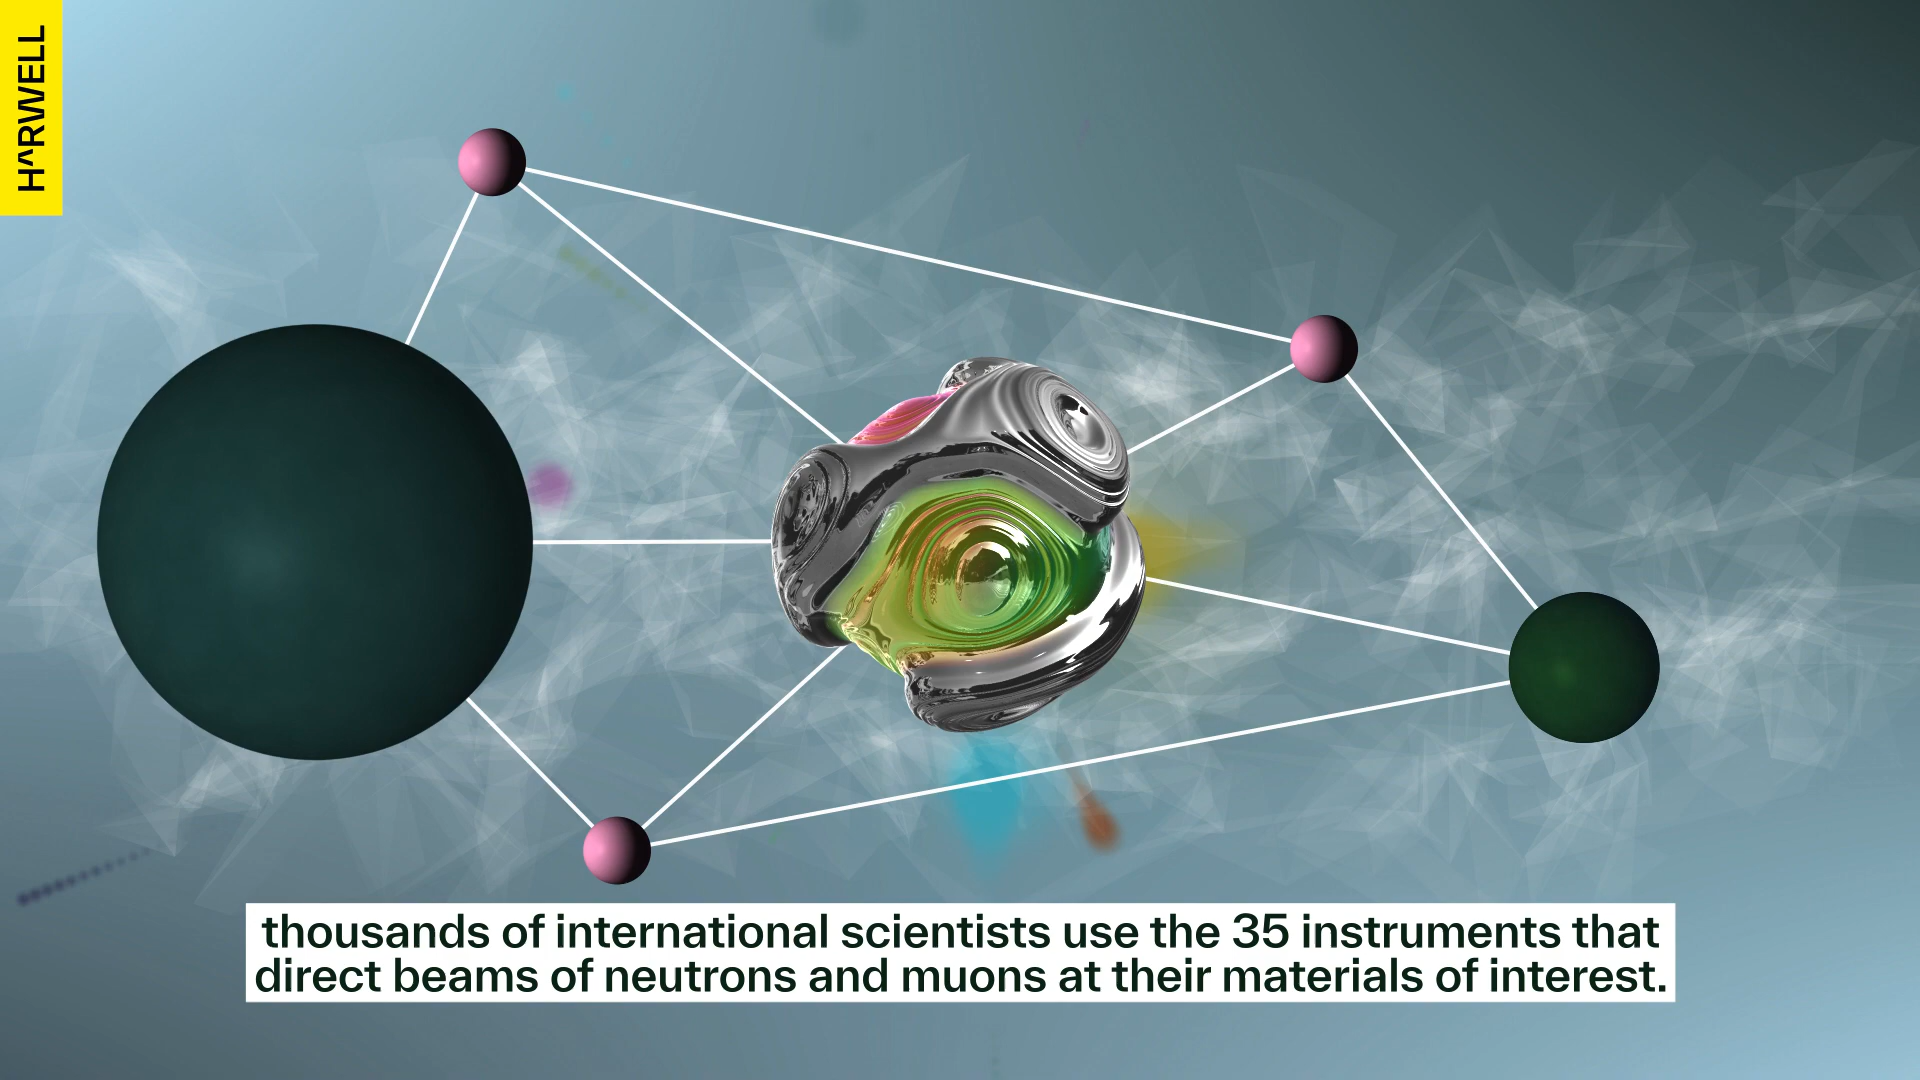 HARWELL
thousands of international scientists use the 35 instruments that
direct beams of neutrons and muons at their materials of interest.